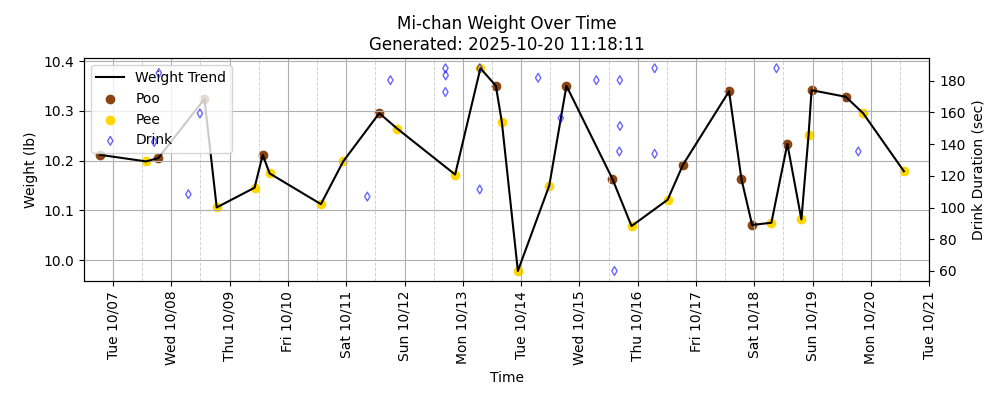 Mi-chan Weight Over Time
Generated: 2025-10-20 11:18:11
Weight (lb)
10.4
10.3
10.2
10.1
10.0
Weight Trend
Poo
Pee
Drink
180
160
140
120
100
80
60
Drink Duration (sec)
Tue 10/07
Wed 10/08
Thu 10/09
Fri 10/10
Sat 10/11
Sun 10/12
Mon 10/13
Tue 10/14
Wed 10/15
Thu 10/16
Fri 10/17
Sat 10/18
Sun 10/19
Mon 10/20
Tue 10/21
Time